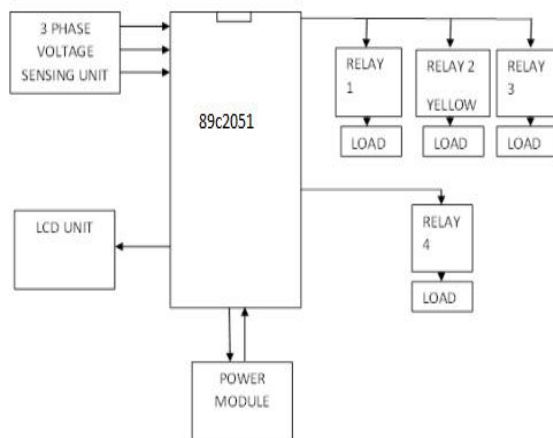 3 PHASE
VOLTAGE
SENSING UNIT
89c2051
RELAY
1
LOAD
RELAY 2
YELLOW
LOAD
RELAY
3
LOAD
LCD UNIT
RELAY
4
LOAD
POWER
MODULE